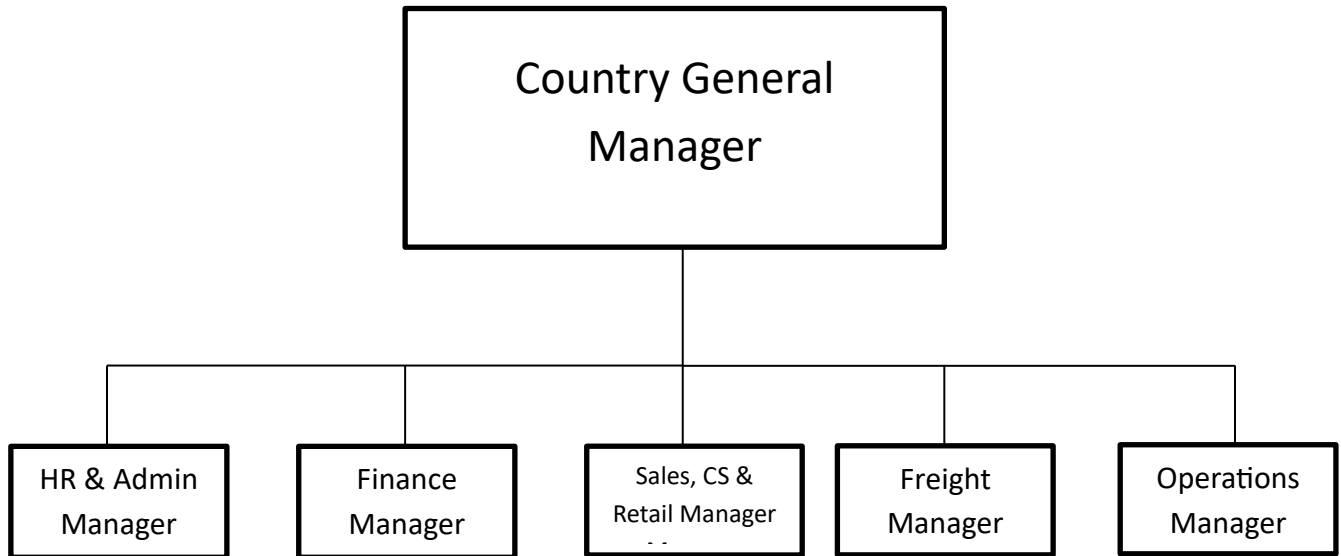 Country General
Manager
HR & Admin
Manager
Finance
Manager
Sales, CS &
Retail Manager
Freight
Manager
Operations
Manager